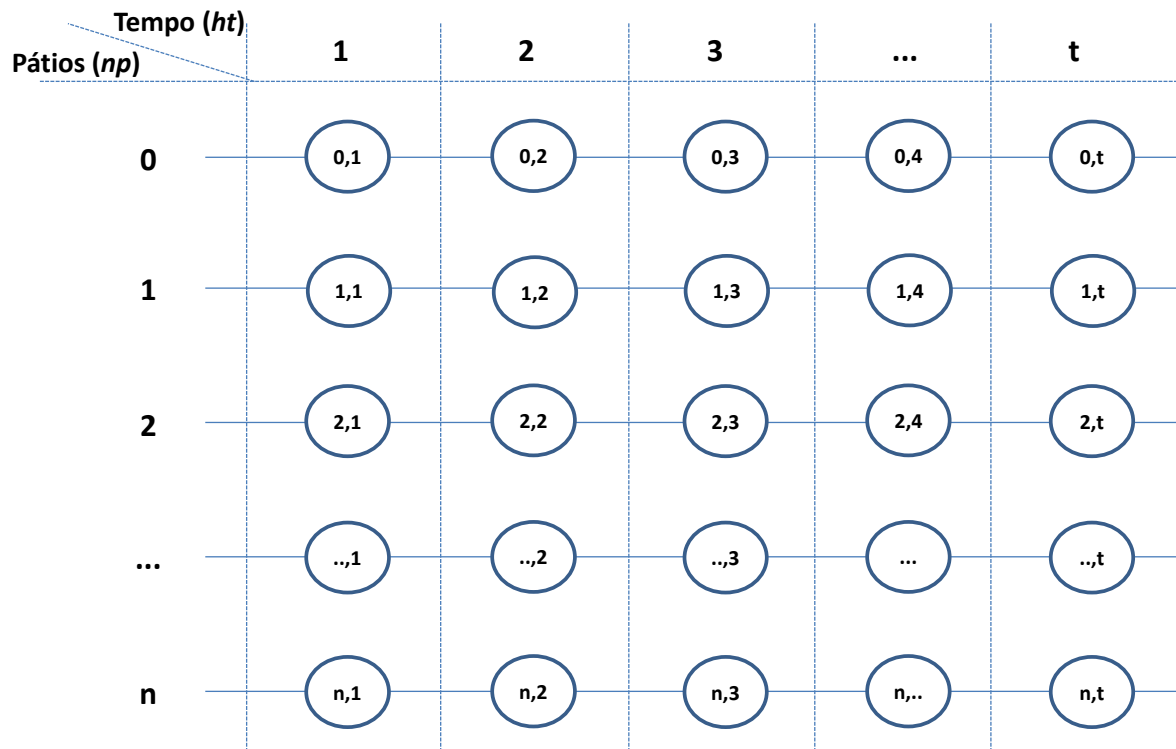 Tempo (ht)
Pátios (np)
1 2 3 ... t
0 0,1 0,2 0,3 0,4 0,t
1 1,1 1,2 1,3 1,4 1,t
2 2,1 2,2 2,3 2,4 2,t
... ..,1 ..,2 ..,3 ... ..,t
n n,1 n,2 n,3 n,.. n,t